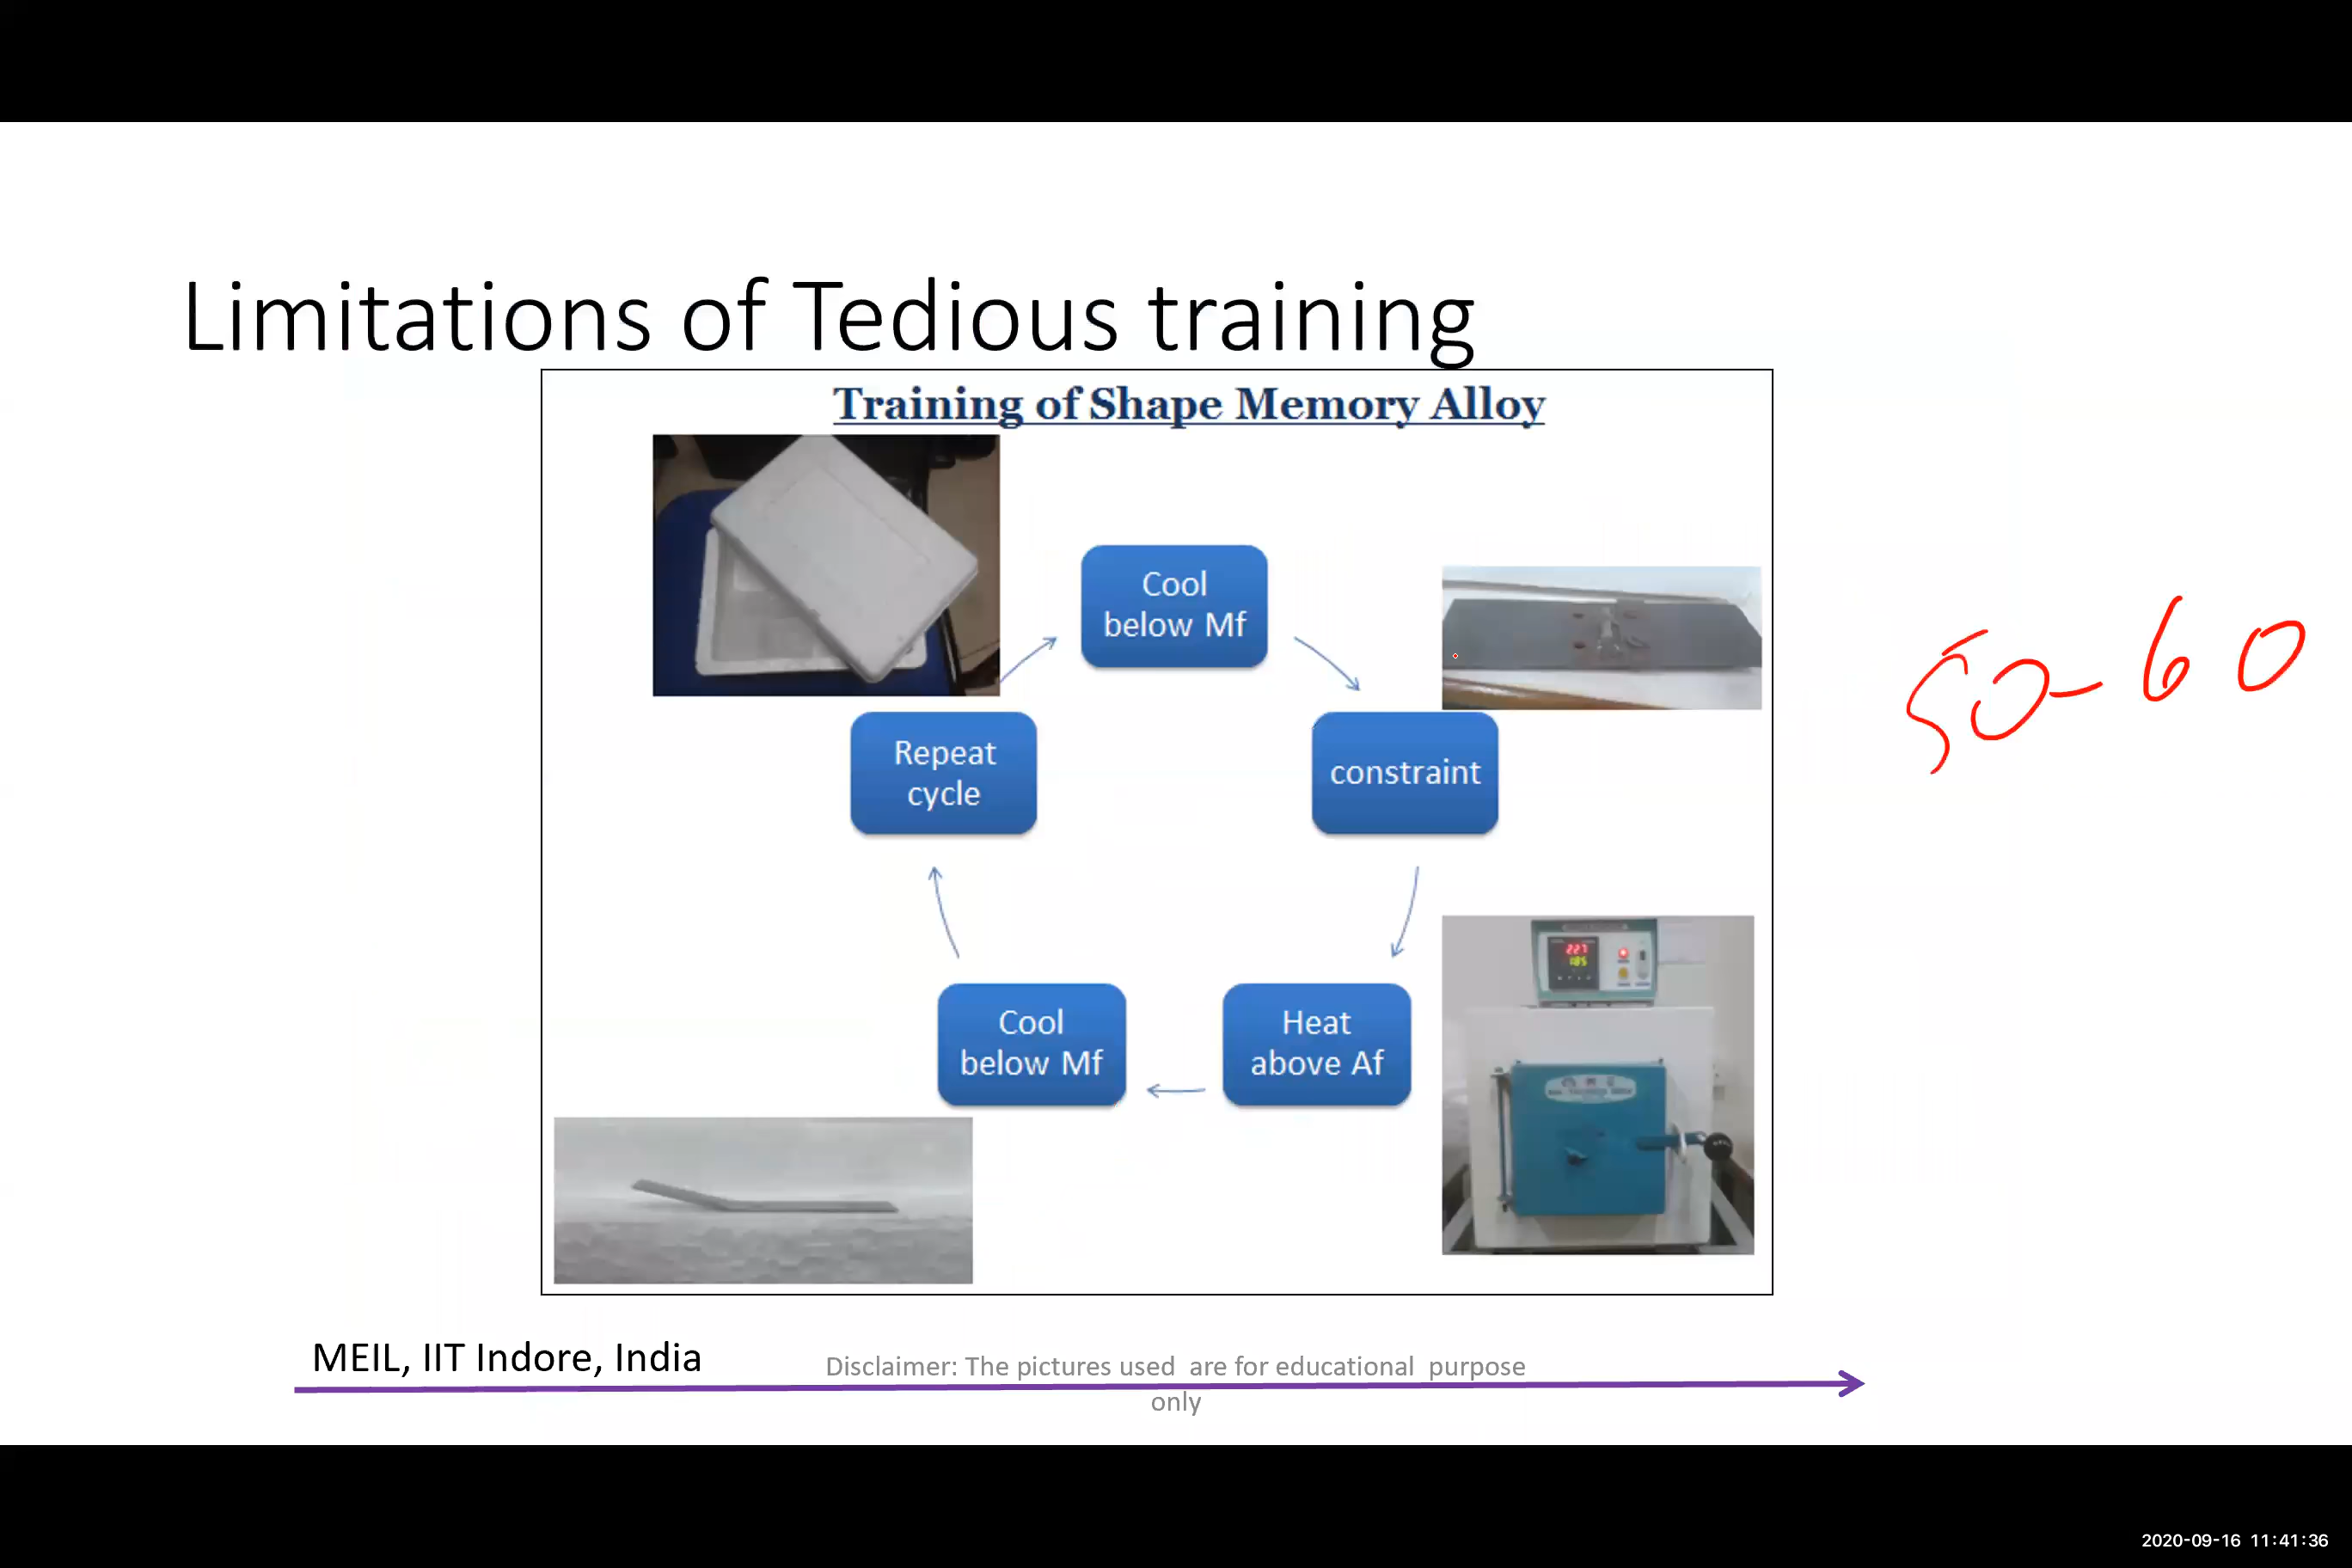 Limitations of Tedious training
Training of Shape Memory Alloy
Cool
below Mf
constraint
50-60
Repeat
cycle
227
185
Cool
below Mf
Heat
above Af
MEIL, IIT Indore, India
Disclaimer: The pictures used are for educational purpose
only
2020-09-16 11:41:36